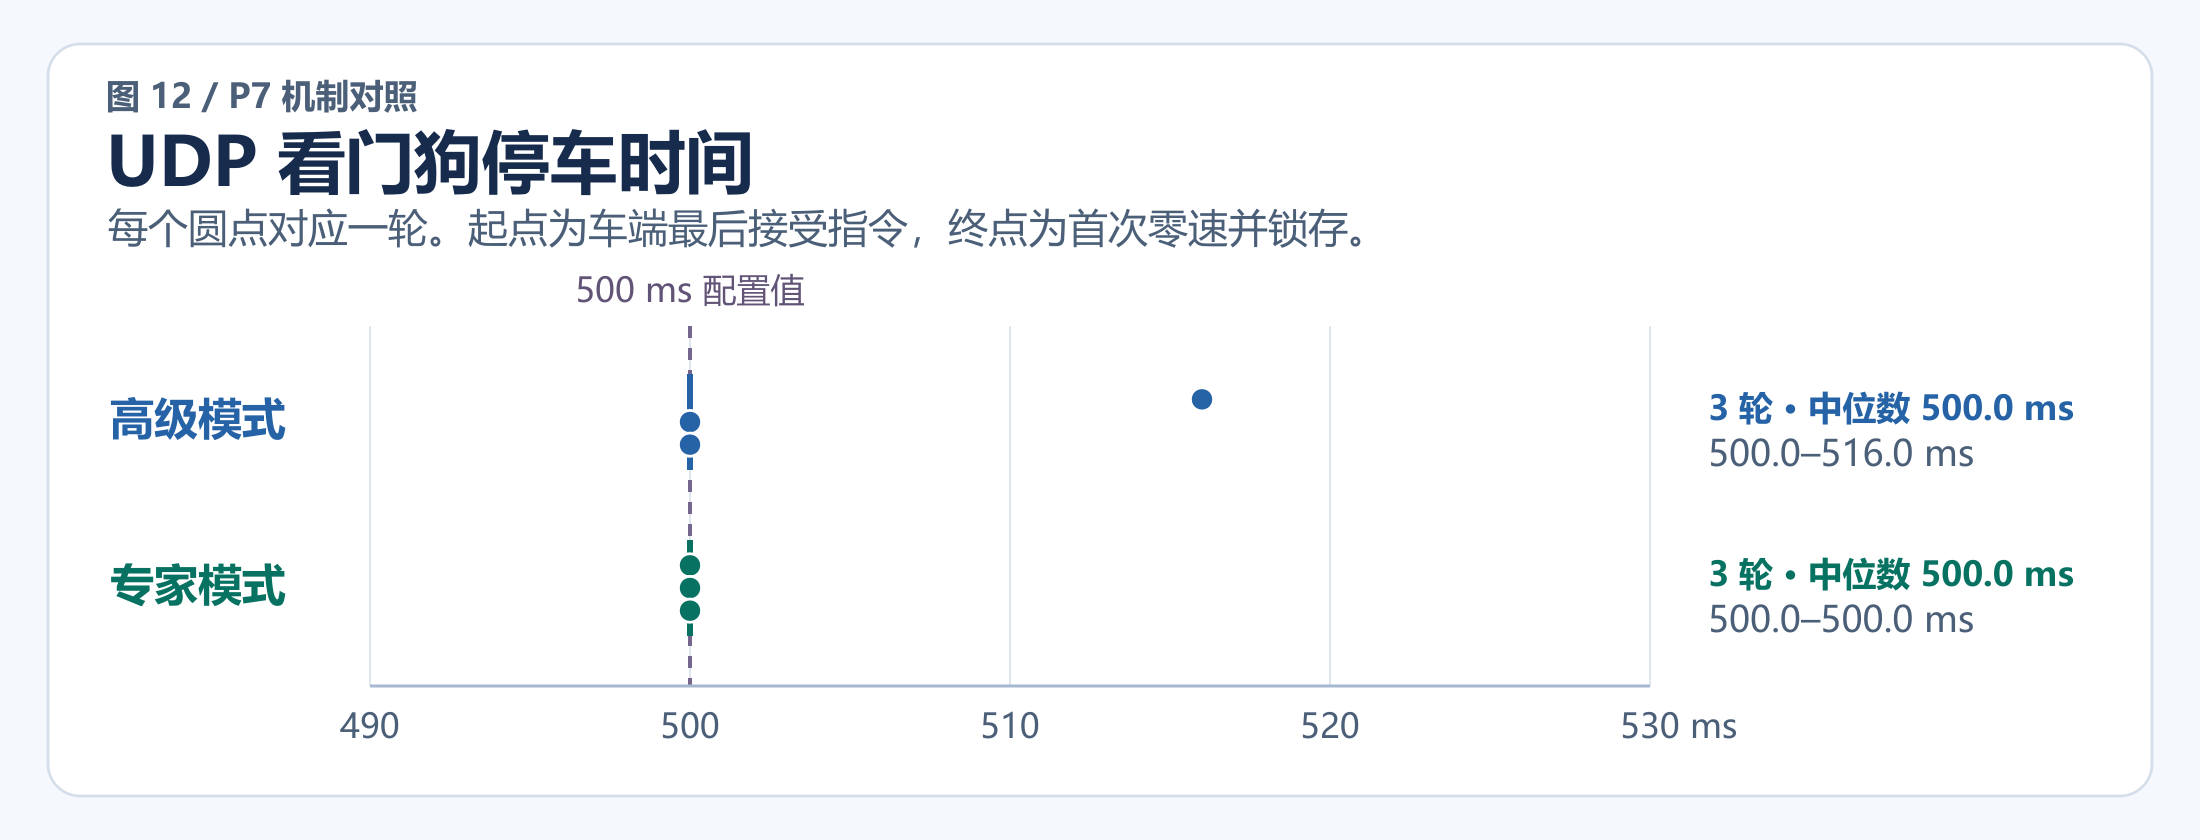 图 12 / P7 机制对照
UDP 看门狗停车时间
每个圆点对应一轮。起点为车端最后接受指令，终点为首次零速并锁存。
500 ms 配置值
高级模式
3 轮 • 中位数 500.0 ms
500.0–516.0 ms
专家模式
3 轮 • 中位数 500.0 ms
500.0–500.0 ms
490 500 510 520 530 ms